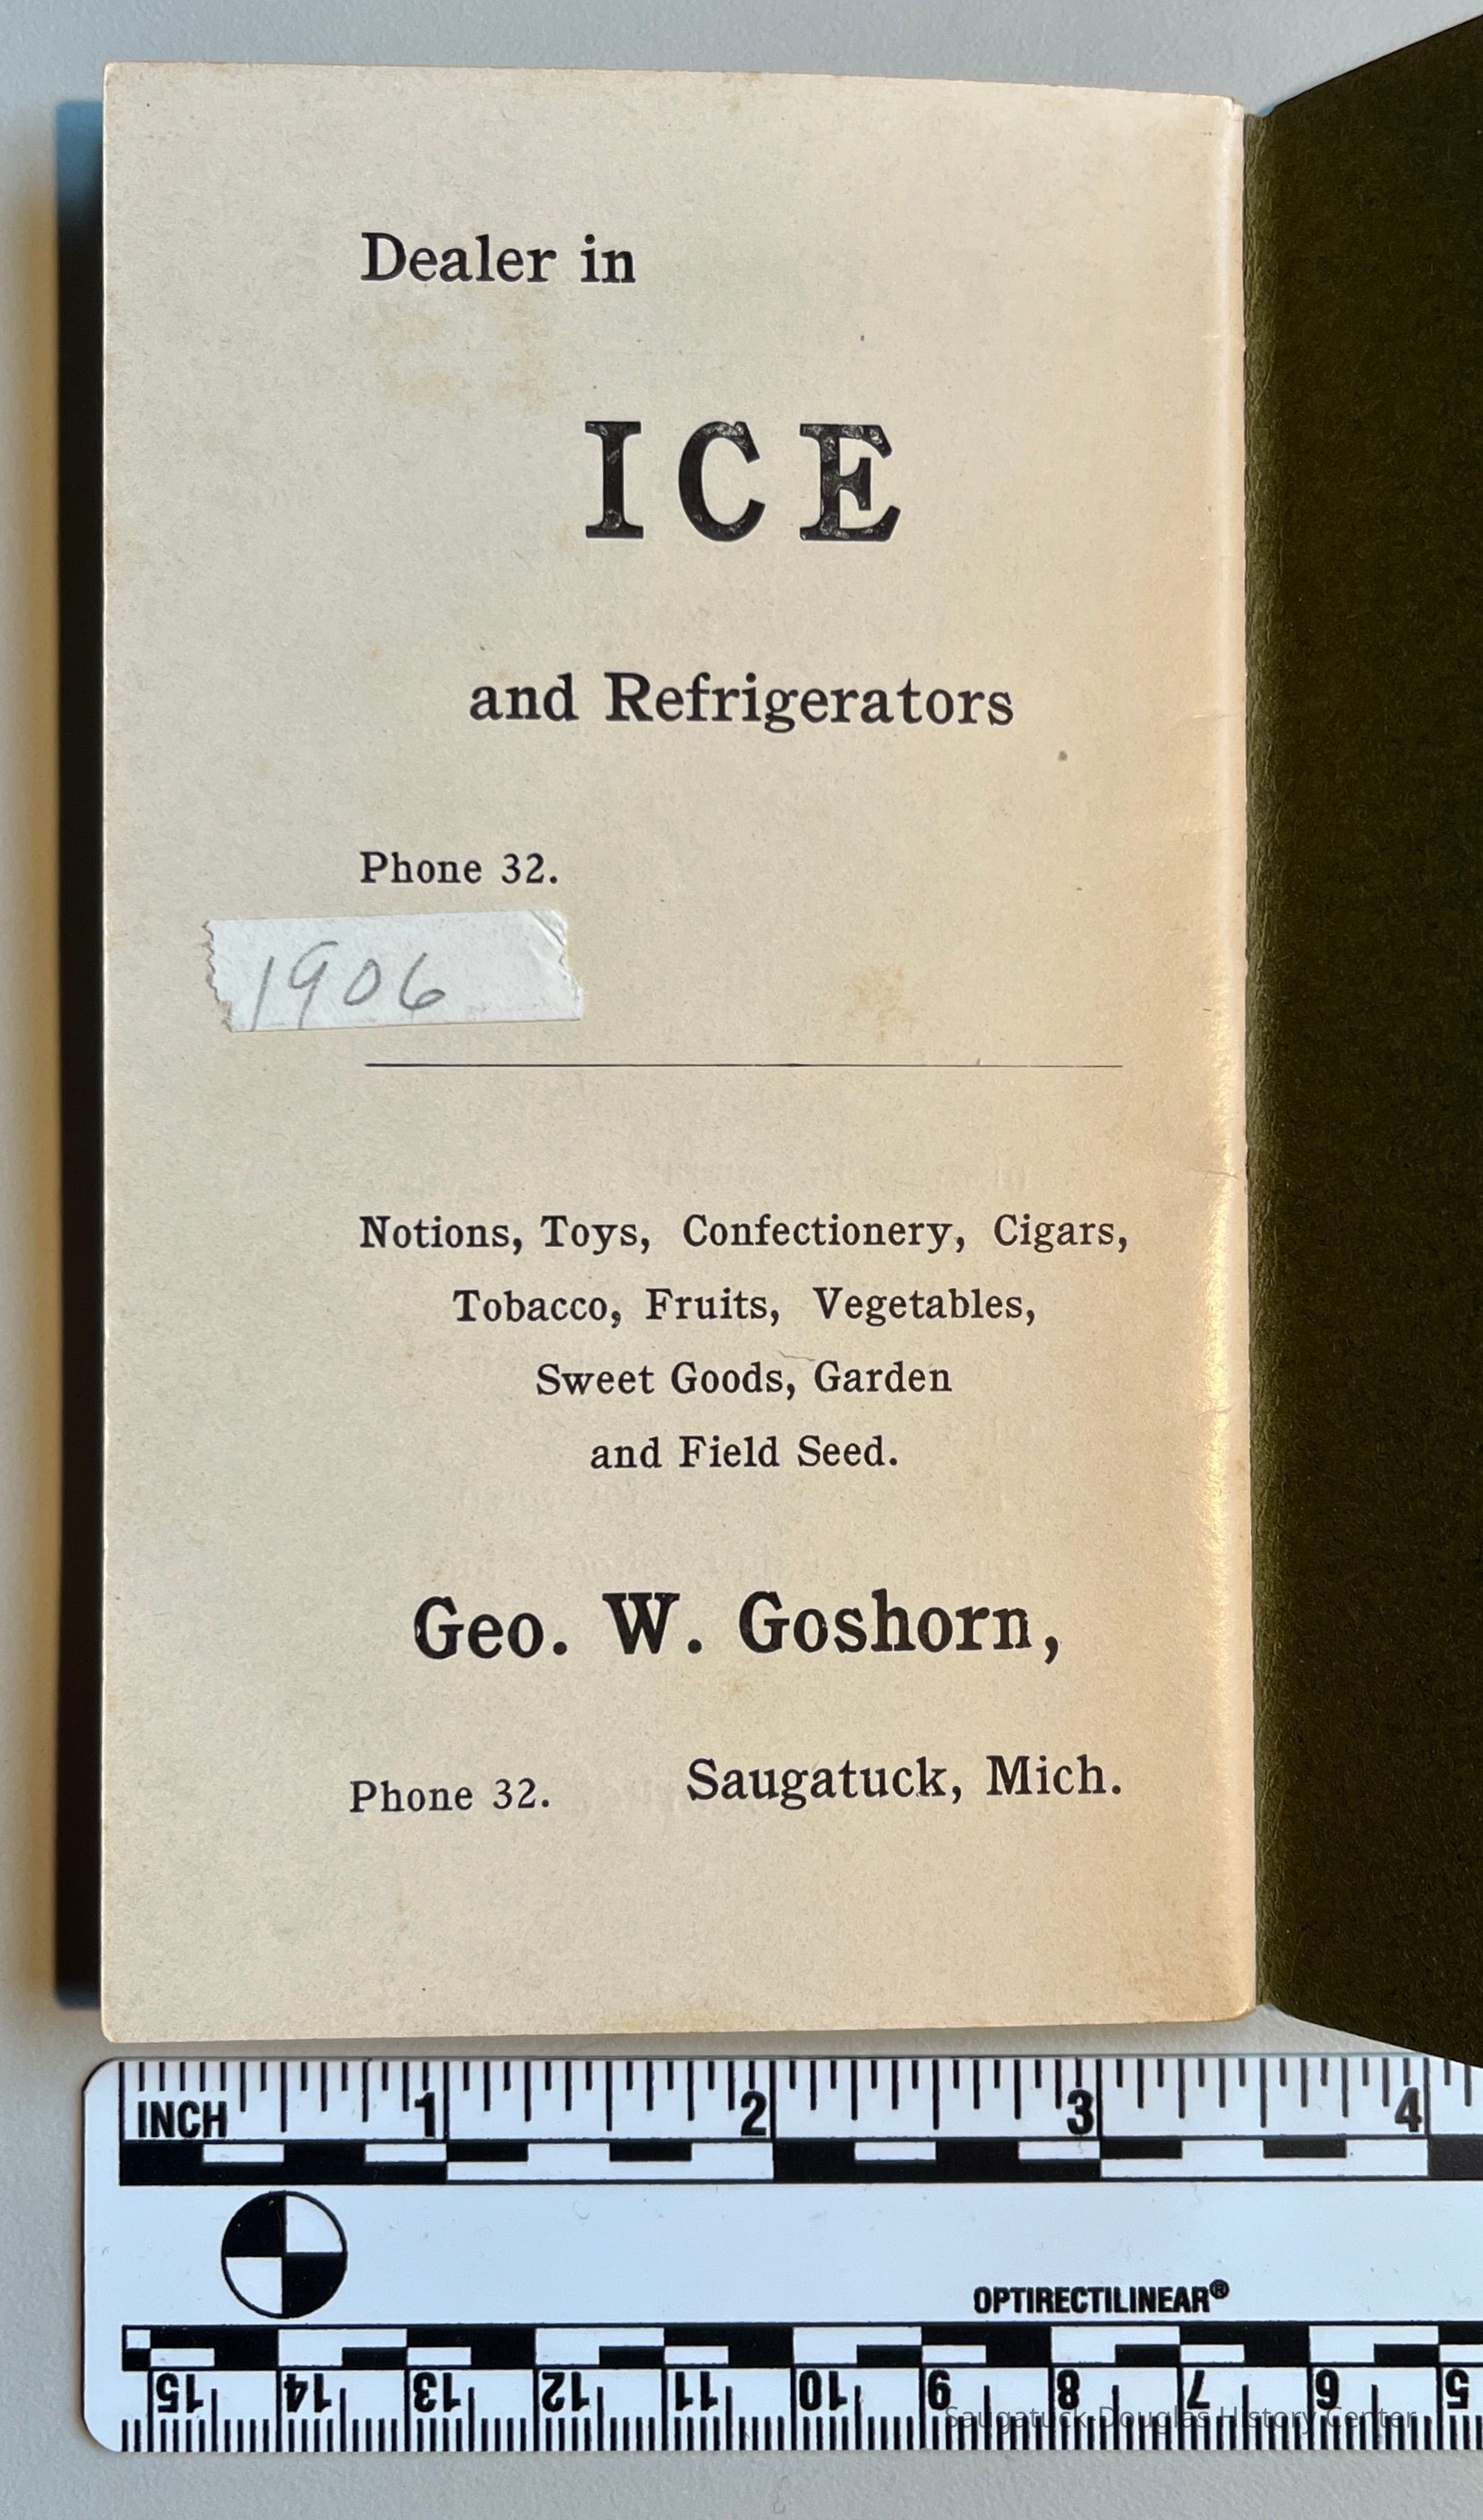 Dealer in
ICE
and Refrigerators
Phone 32.
1906
Notions, Toys, Confectionery, Cigars,
Tobacco, Fruits, Vegetables,
Sweet Goods, Garden
and Field Seed.
Geo. W. Goshorn,
Phone 32. Saugatuck, Mich.
INCH 1 2 3 4
OPTIRECTILINEAR®
15 14 13 12 11 10 9 8 7 6 5
Saugatuck-Douglas History Center